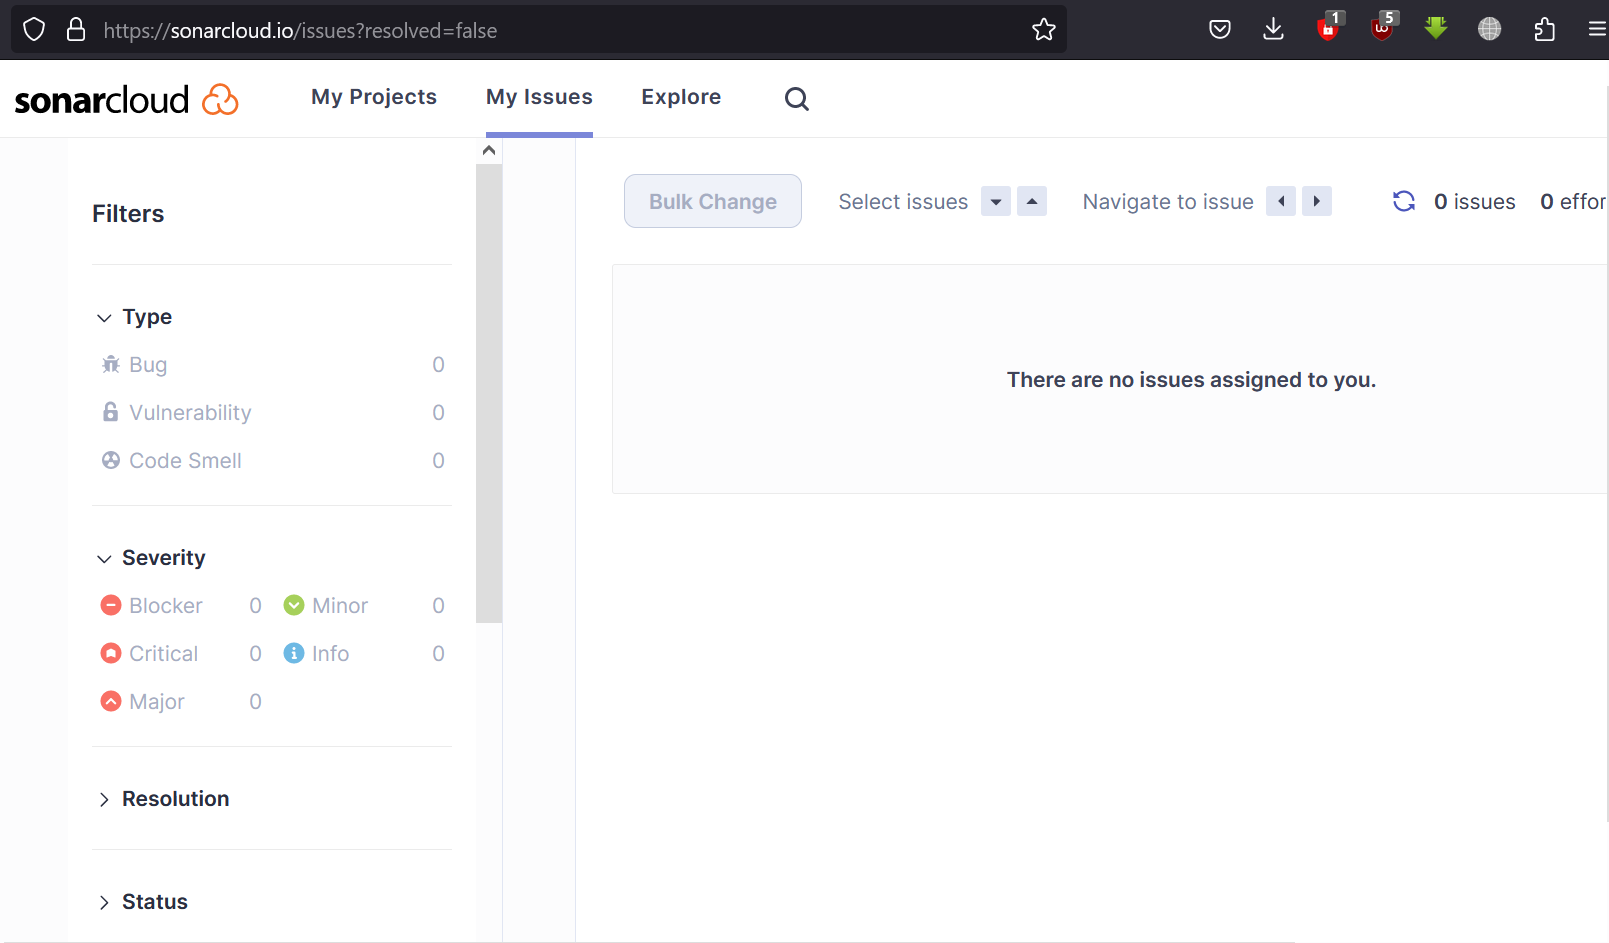 https://sonarcloud.io/issues?resolved=false
1
5
sonarcloud
My Projects
My Issues
Explore
Filters
Type
Bug 0
Vulnerability 0
Code Smell 0
Severity
Blocker 0 Minor 0
Critical 0 Info 0
Major 0
Resolution
Status
Bulk Change Select issues Navigate to issue 0 issues 0 effor
There are no issues assigned to you.